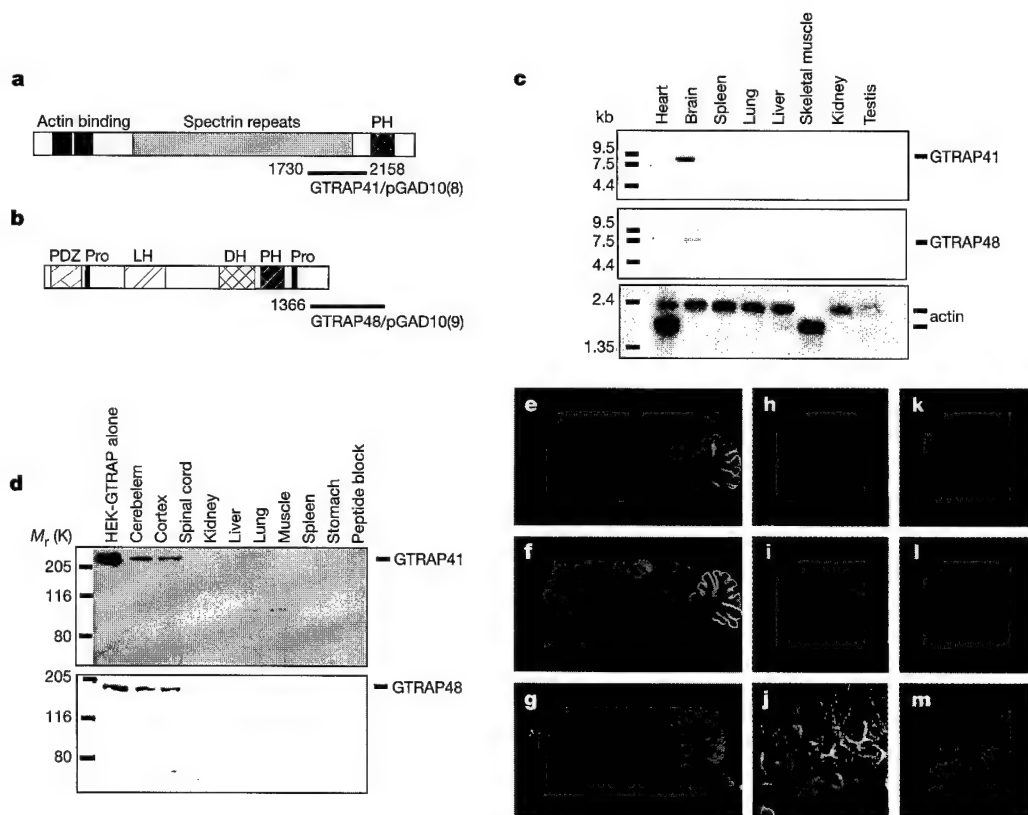 a
Actin binding
Spectrin repeats
PH
1730
2158
GTRAP41/pGAD10(8)
b
PDZ Pro
LH
DH
PH
Pro
1366
GTRAP48/pGAD10(9)
c
Heart
Brain
Spleen
Lung
Liver
Skeletal muscle
Kidney
Testis
kb
9.5
7.5
4.4
GTRAP41
9.5
7.5
4.4
GTRAP48
2.4
1.35
actin
d
HEK-GTRAP alone
Cerebelem
Cortex
Spinal cord
Kidney
Liver
Lung
Muscle
Spleen
Stomach
Peptide block
Mr (K)
205
116
80
GTRAP41
205
116
80
GTRAP48
e
h
k
f
i
l
g
j
m